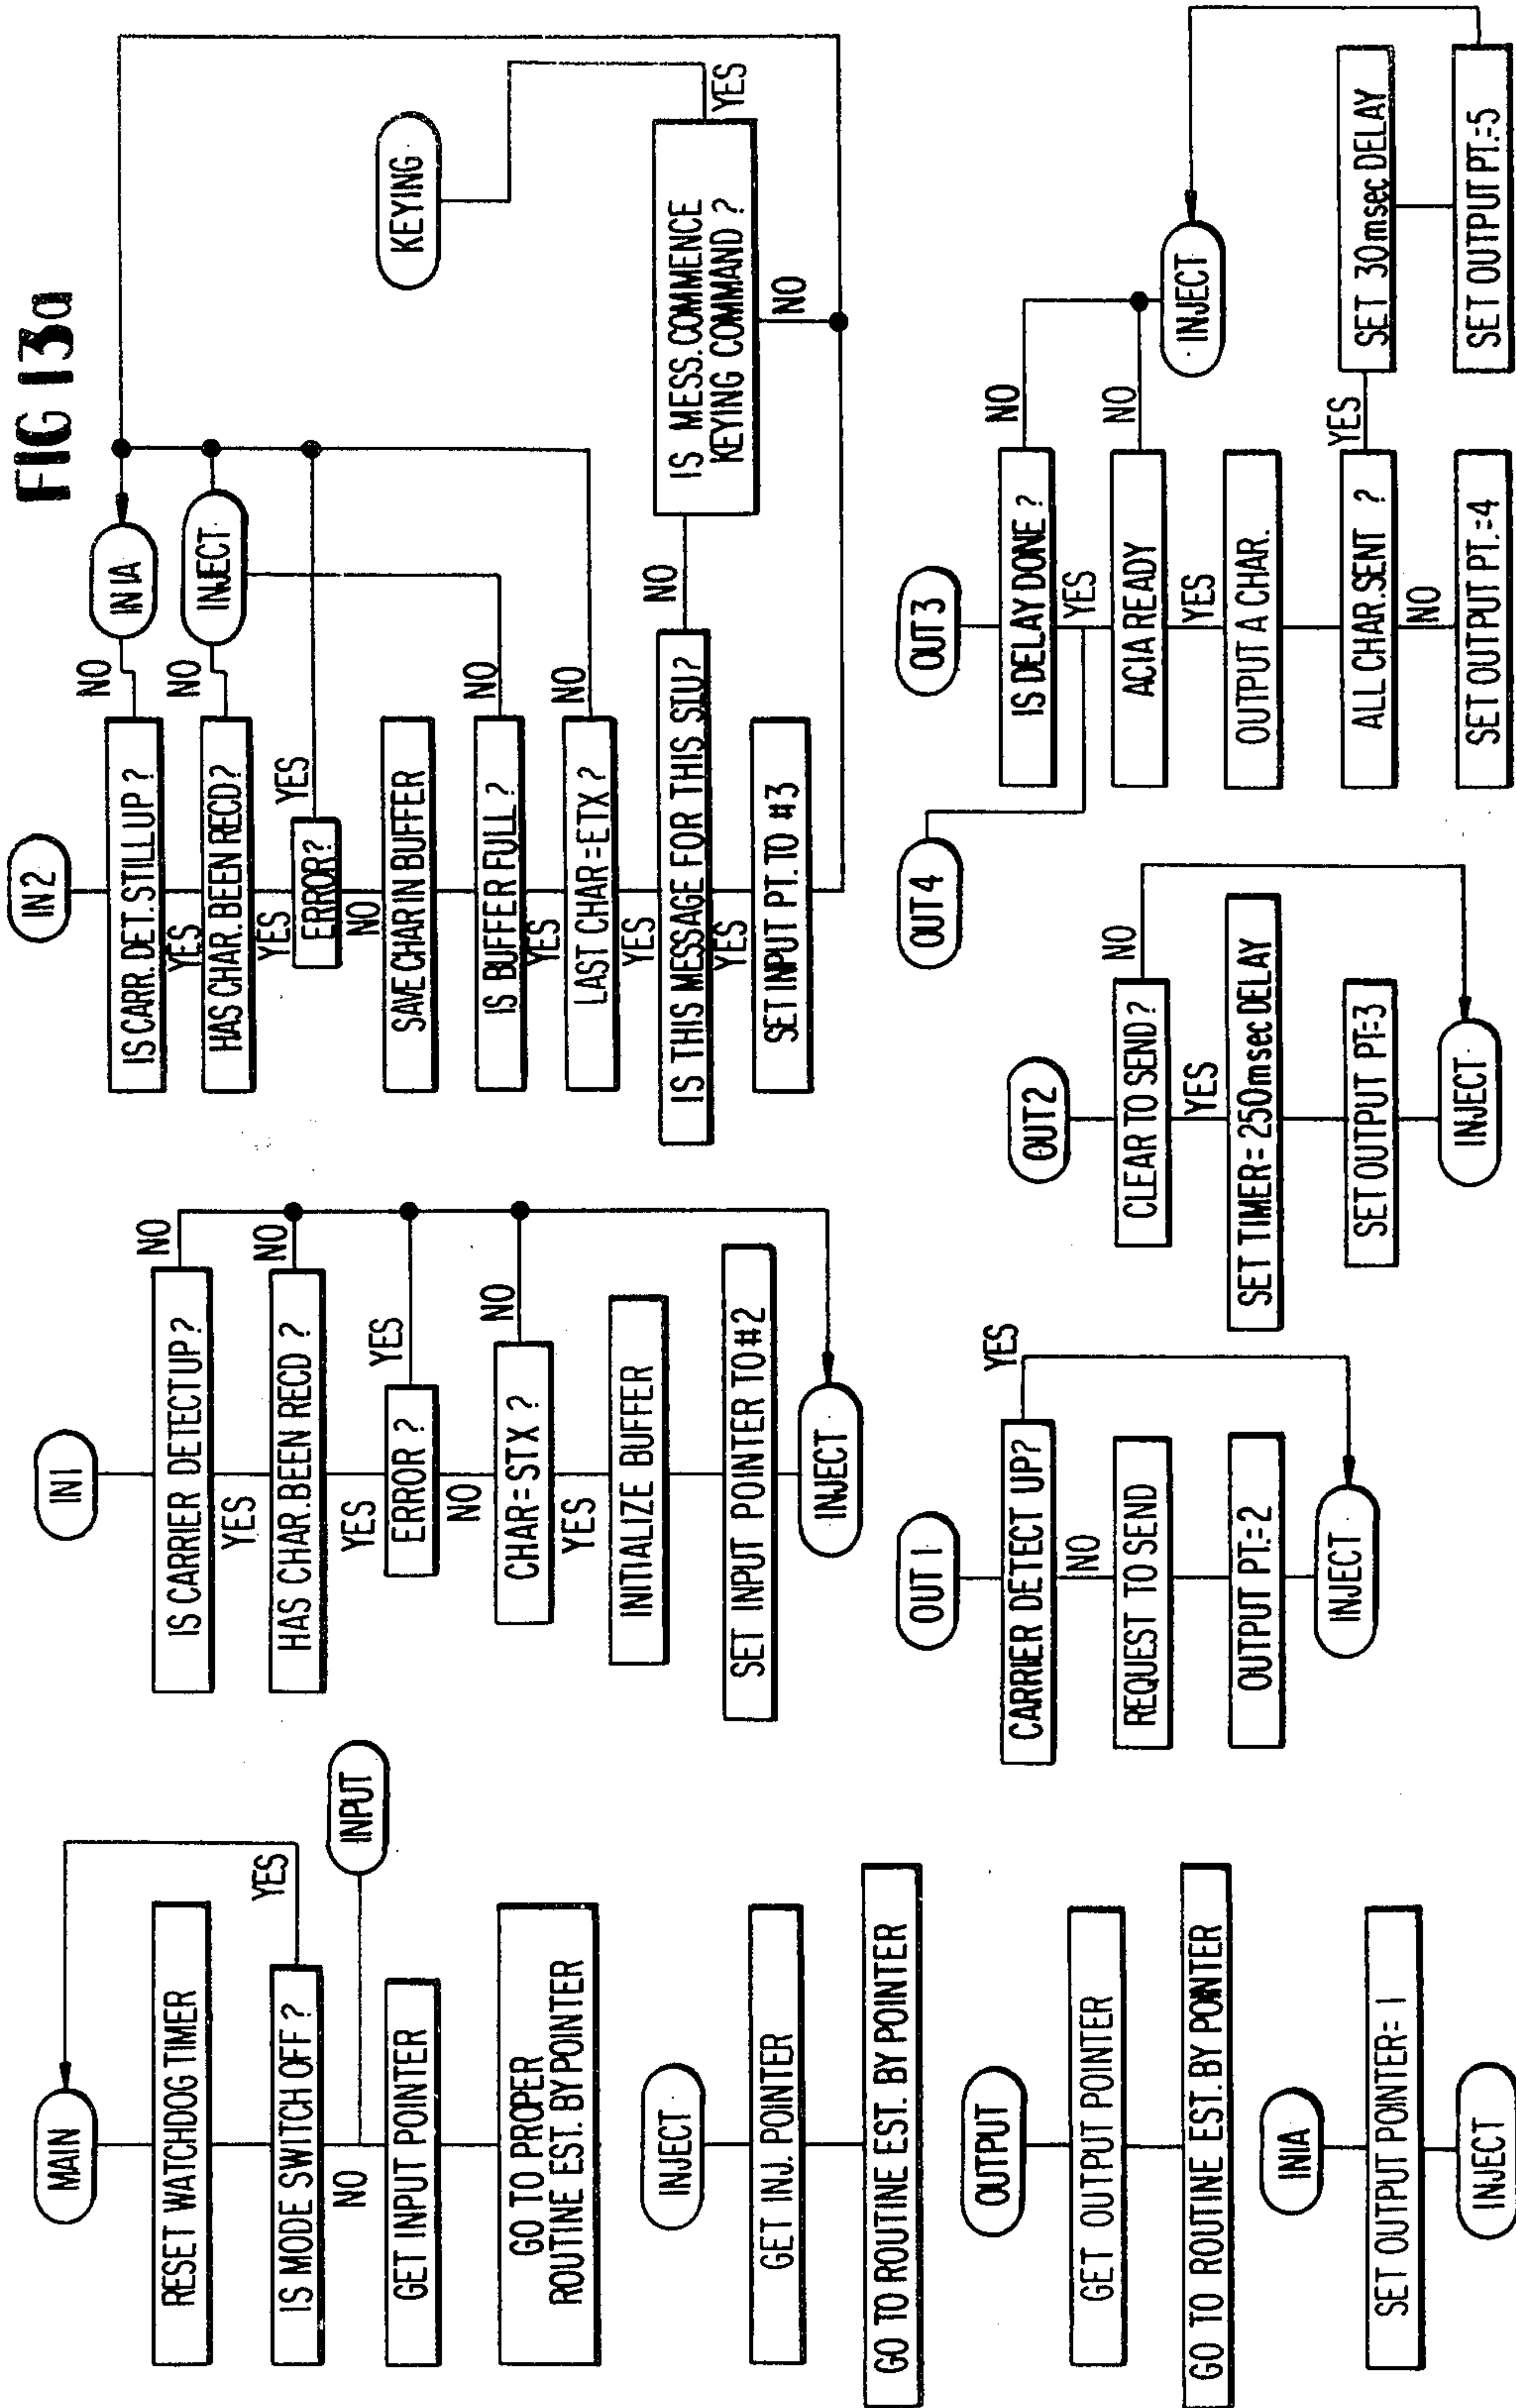 FIG 13a
MAIN
RESET WATCHDOG TIMER
IS MODE SWITCH OFF ?
YES
NO
INPUT
GET INPUT POINTER
GO TO PROPER
ROUTINE EST. BY POINTER
INJECT
GET INJ. POINTER
GO TO ROUTINE EST. BY POINTER
OUTPUT
GET OUTPUT POINTER
GO TO ROUTINE EST. BY POINTER
INIA
SET OUTPUT POINTER= 1
INJECT
IN1
IS CARRIER DETECT UP?
NO
YES
HAS CHAR. BEEN RECD ?
NO
YES
ERROR ?
YES
NO
CHAR=STX ?
NO
YES
INITIALIZE BUFFER
SET INPUT POINTER TO #2
INJECT
OUT 1
CARRIER DETECT UP?
YES
NO
REQUEST TO SEND
OUTPUT PT.=2
INJECT
IN2
IS CARR. DET. STILL UP ?
NO
IN IA
YES
HAS CHAR. BEEN RECD?
NO
INJECT
YES
ERROR?
YES
NO
SAVE CHAR IN BUFFER
IS BUFFER FULL ?
NO
YES
LAST CHAR=ETX ?
NO
YES
IS THIS MESSAGE FOR THIS STU?
NO
YES
SET INPUT PT. TO #3
IS MESS. COMMENCE
KEYING COMMAND ?
YES
NO
KEYING
OUT2
CLEAR TO SEND?
NO
YES
SET TIMER= 250msec DELAY
SET OUTPUT PT=3
INJECT
OUT 3
IS DELAY DONE ?
NO
YES
OUT4
ACIA READY
NO
YES
INJECT
OUTPUT A CHAR.
ALL CHAR. SENT ?
YES
NO
SET OUTPUT PT.=4
SET 30msec DELAY
SET OUTPUT PT.=5